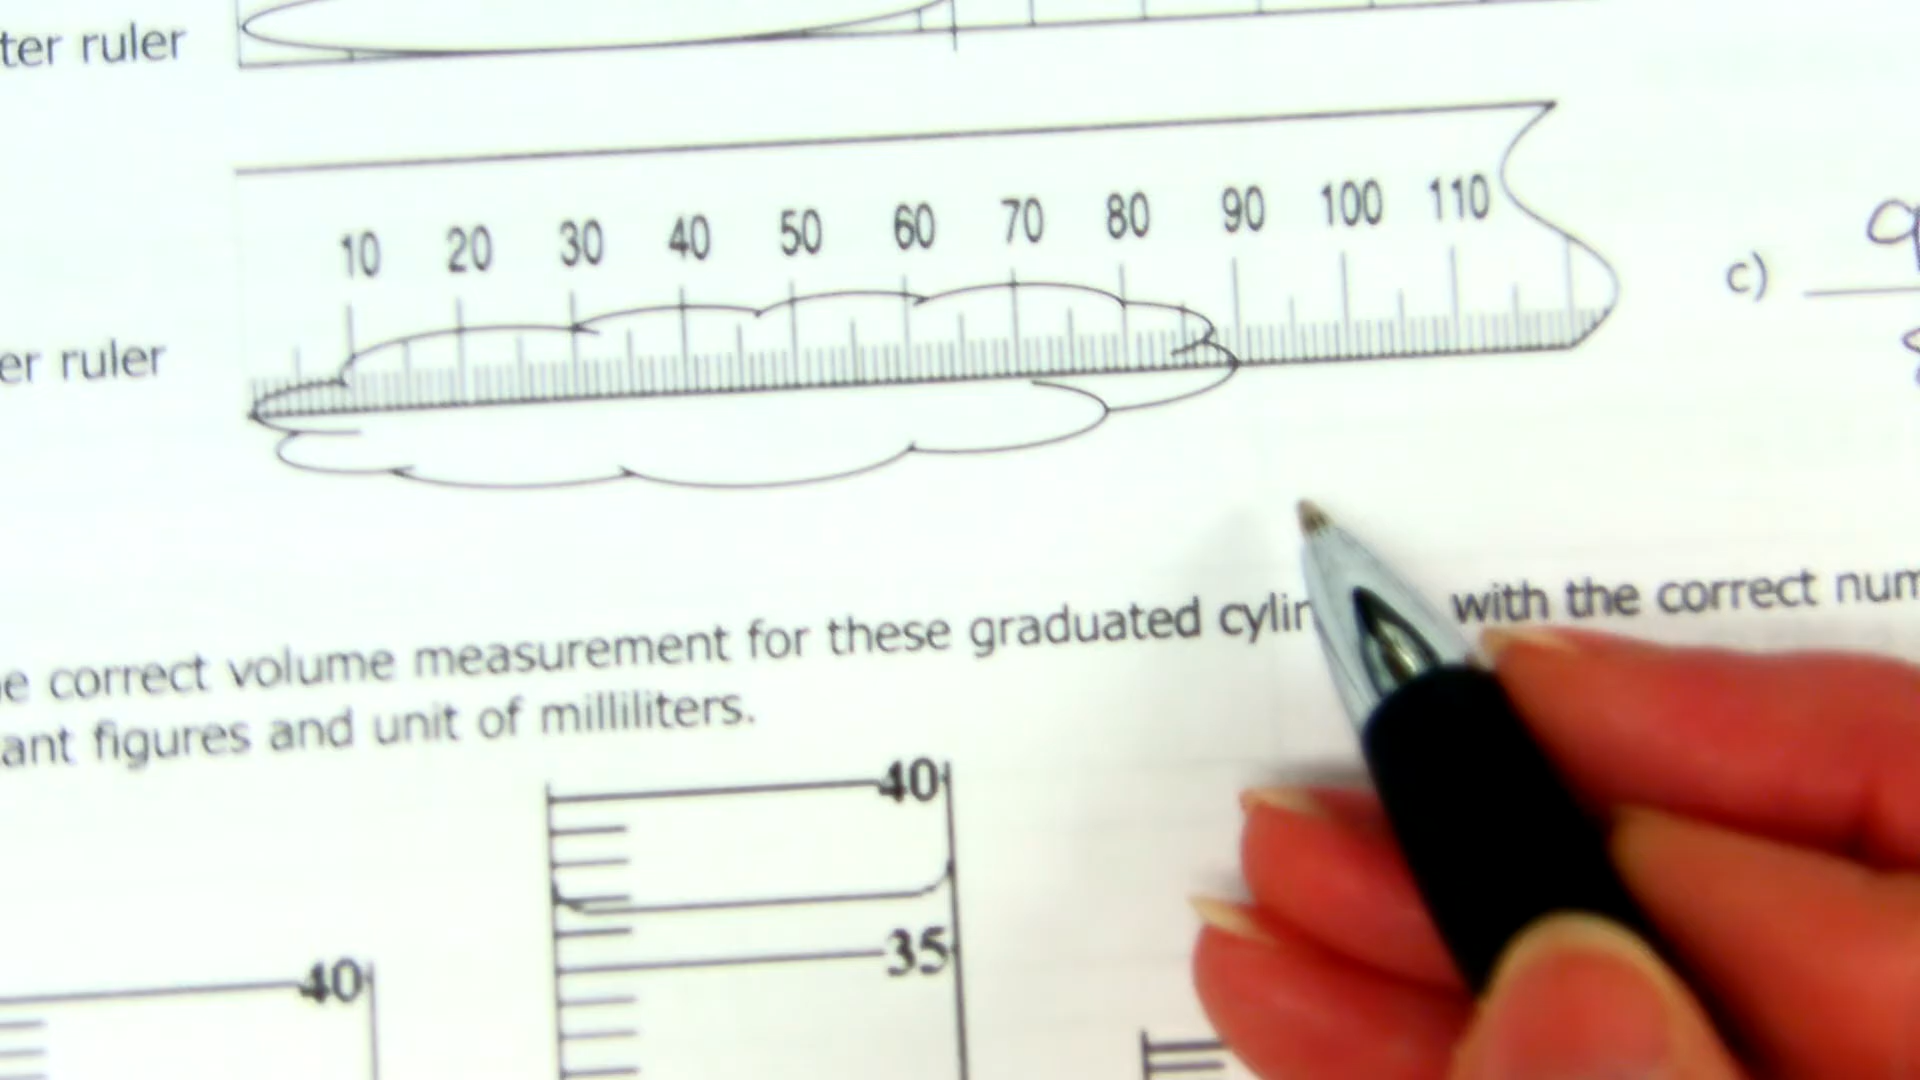 ter ruler
10 20 30 40 50 60 70 80 90 100 110
er ruler
c) 9
e correct volume measurement for these graduated cylin with the correct num
ant figures and unit of milliliters.
40
35
40